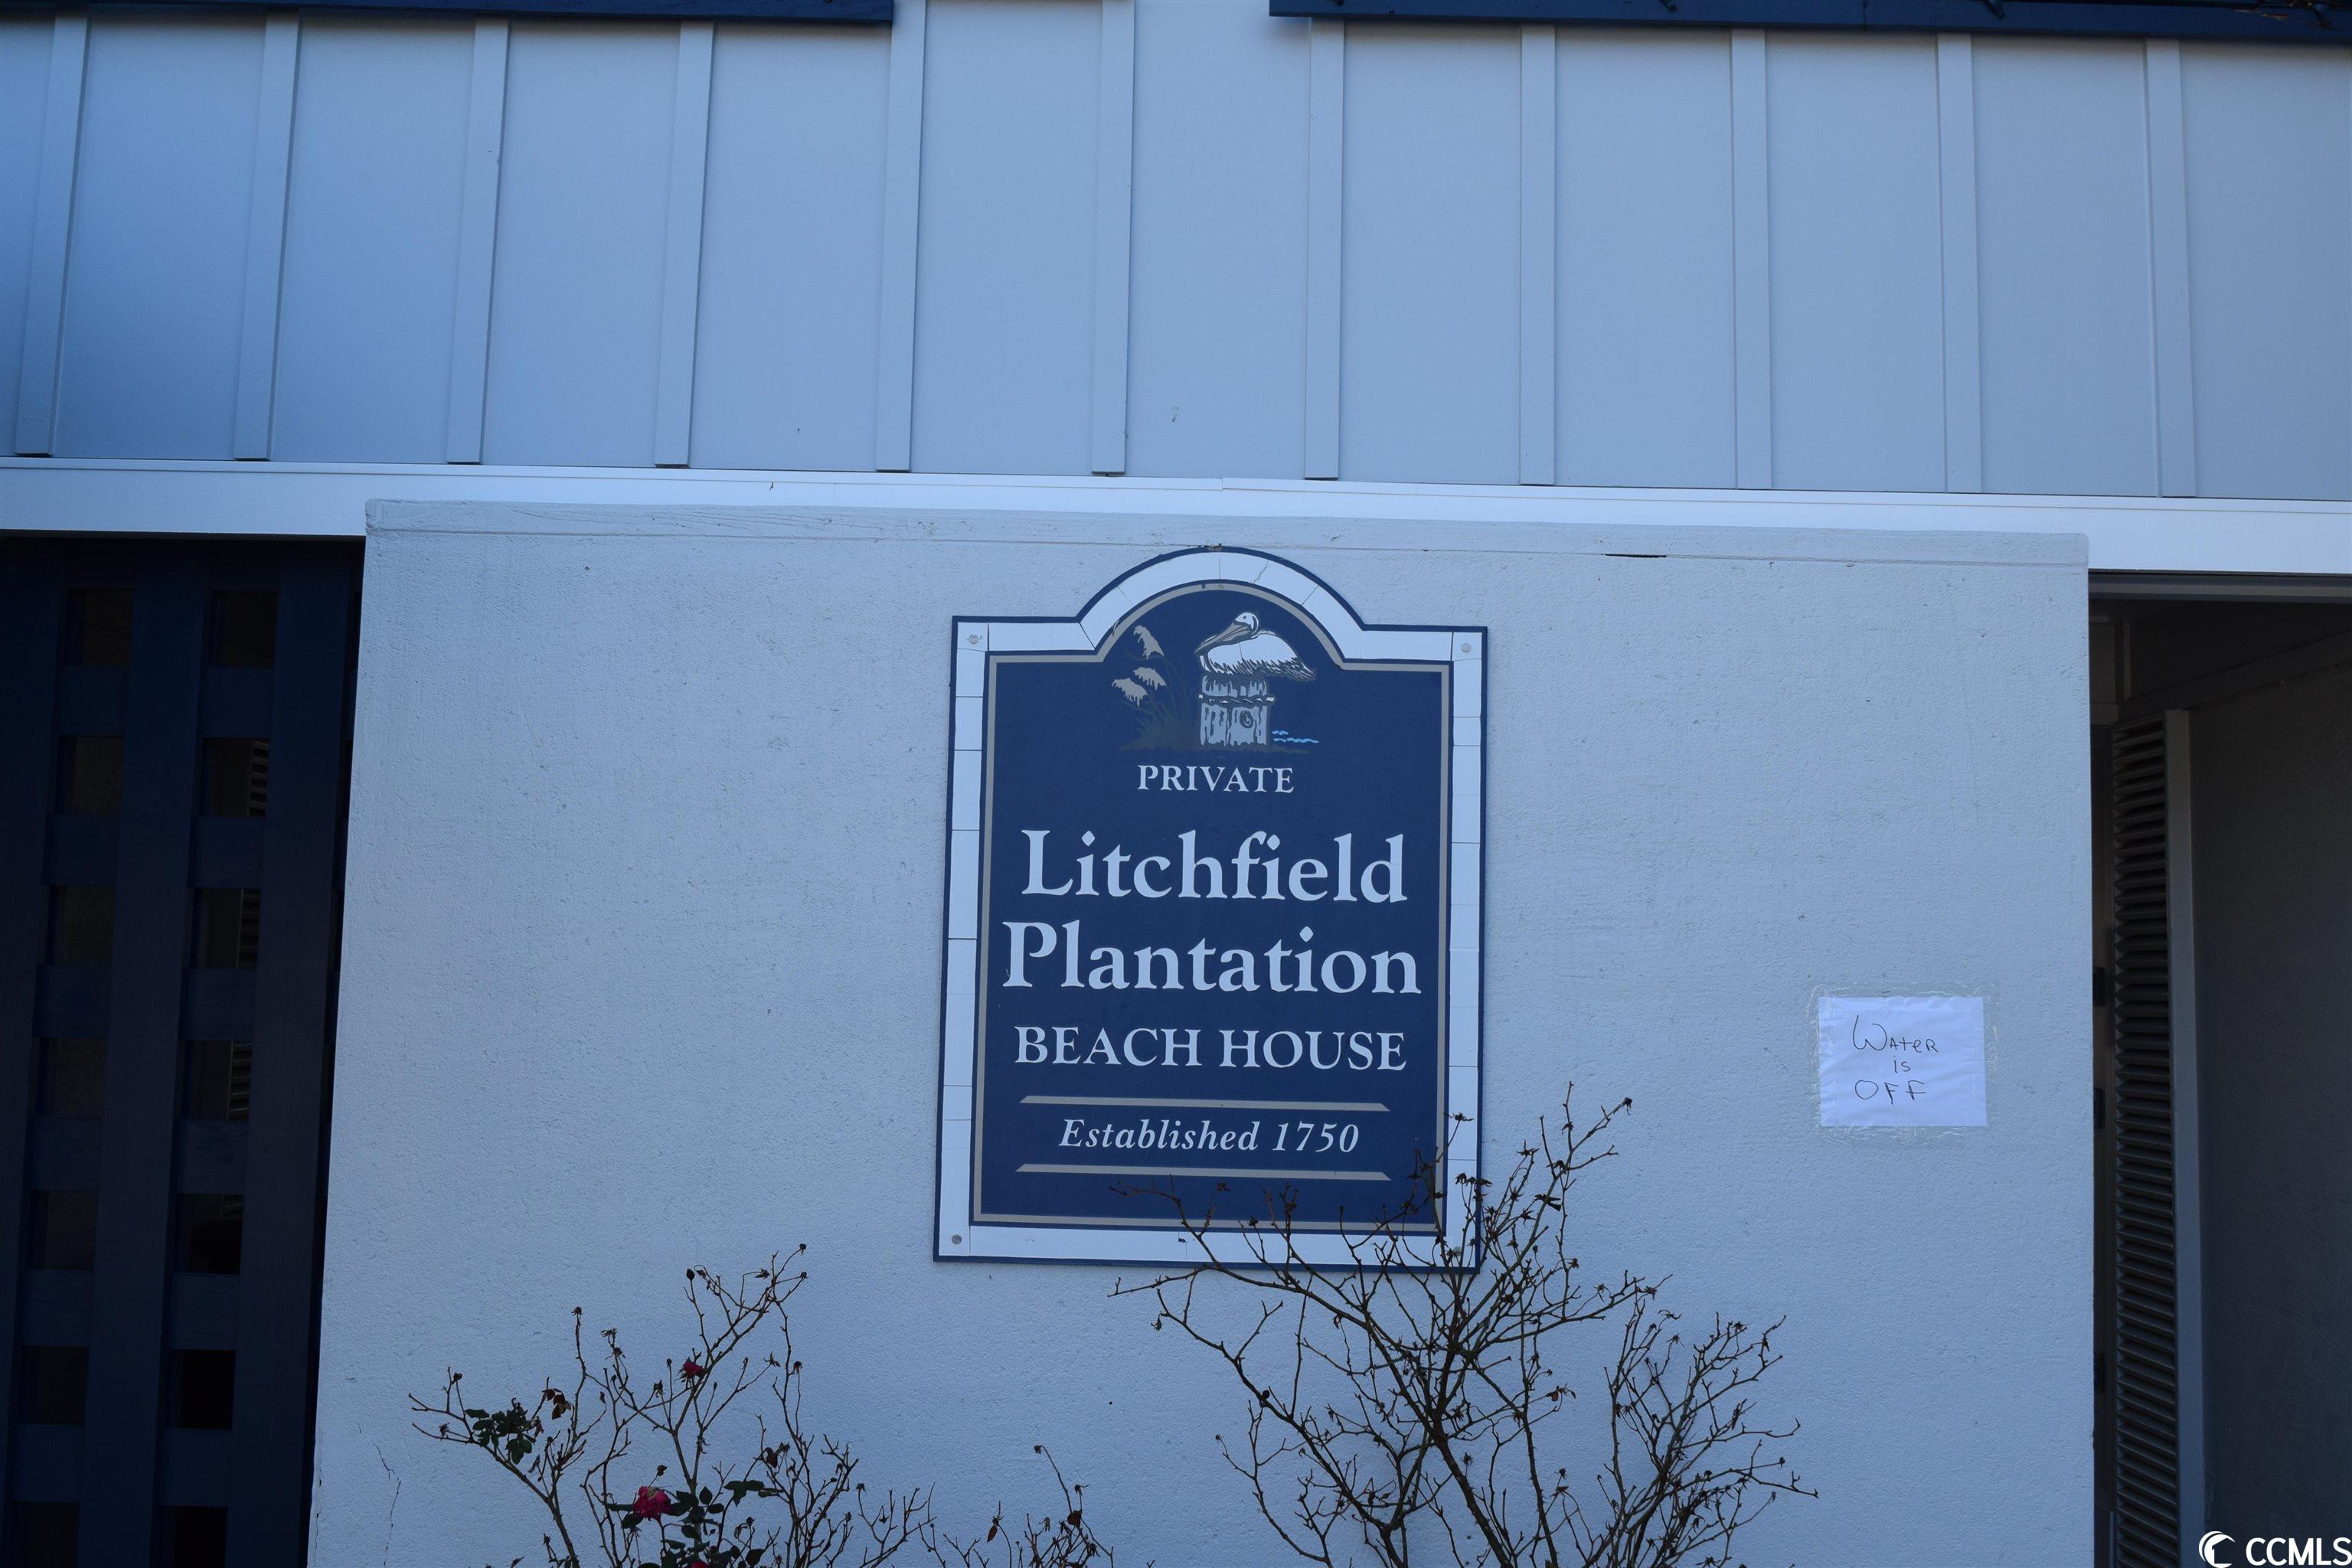 PRIVATE
Litchfield
Plantation
BEACH HOUSE
Established 1750
WAteR
is
OFF
CCMLS